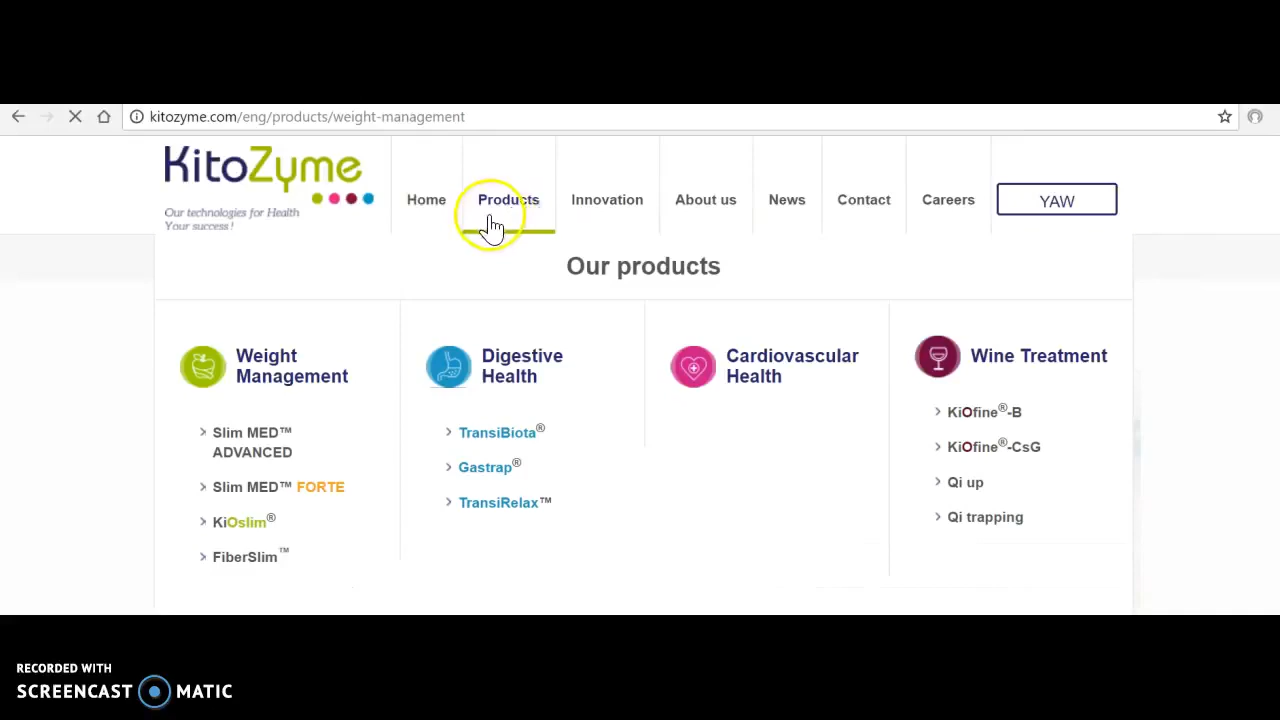 kitozyme.com/eng/products/weight-management
KitoZyme
Our technologies for Health
Your success!
Home
Products
Innovation
About us
News
Contact
Careers
YAW
Our products
Weight
Management
Slim MED™
ADVANCED
Slim MED™ FORTE
KiOslim®
FiberSlim™
Digestive
Health
TransiBiota®
Gastrap®
TransiRelax™
Cardiovascular
Health
Wine Treatment
KiOfine®-B
KiOfine®-CsG
Qi up
Qi trapping
RECORDED WITH
SCREENCAST MATIC